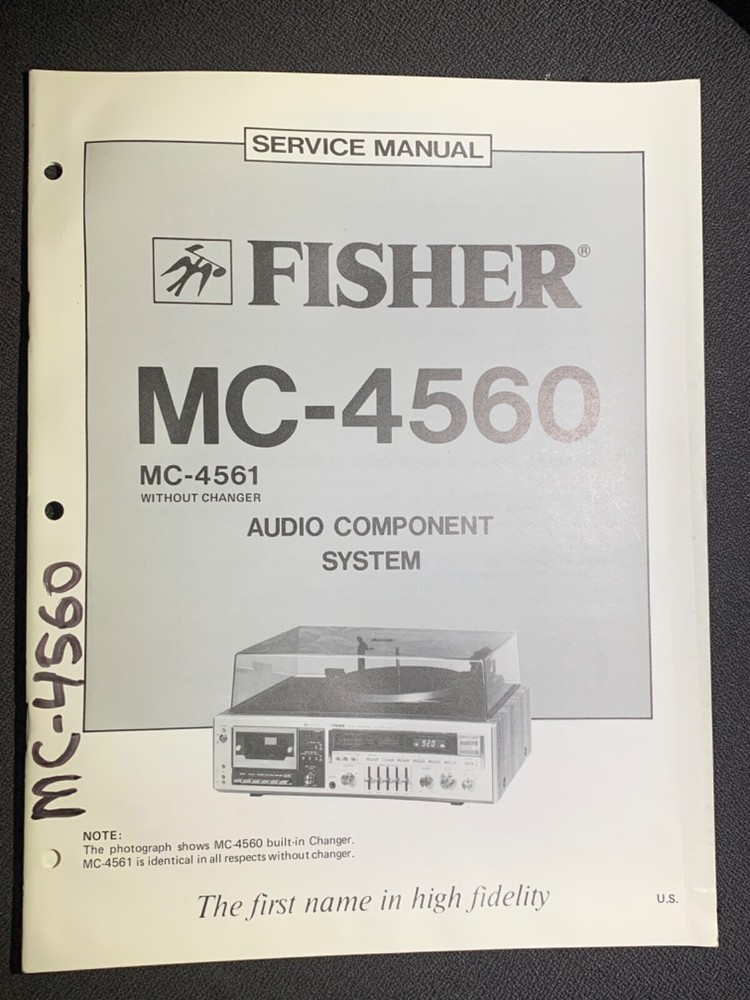 SERVICE MANUAL
FISHER®
MC-4560
MC-4561
WITHOUT CHANGER
AUDIO COMPONENT
SYSTEM
920
MC-4560
NOTE:
The photograph shows MC-4560 built-in Changer.
MC-4561 is identical in all respects without changer.
The first name in high fidelity
U.S.